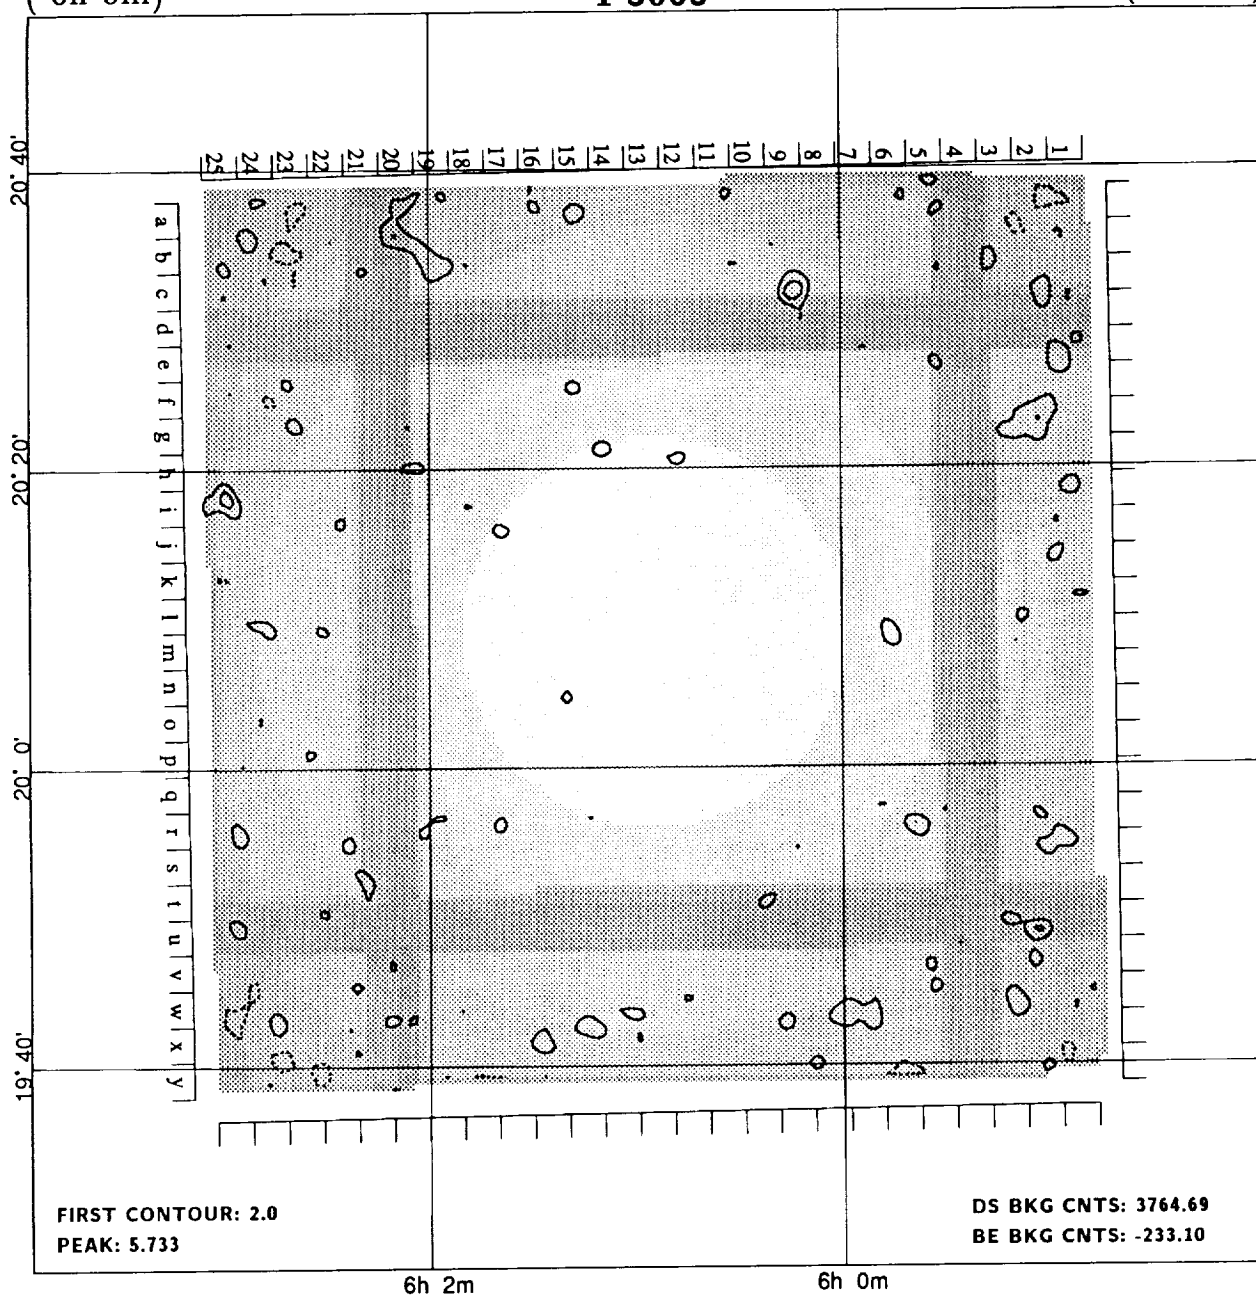 25 24 23 22 21 20 19 18 17 16 15 14 13 12 11 10 9 8 7 6 5 4 3 2 1
20° 40'
a b c d e f g h i j k l m n o p q r s t u v w x y
20° 20'
20° 0'
19° 40'
FIRST CONTOUR: 2.0
PEAK: 5.733
DS BKG CNTS: 3764.69
BE BKG CNTS: -233.10
6h 2m
6h 0m